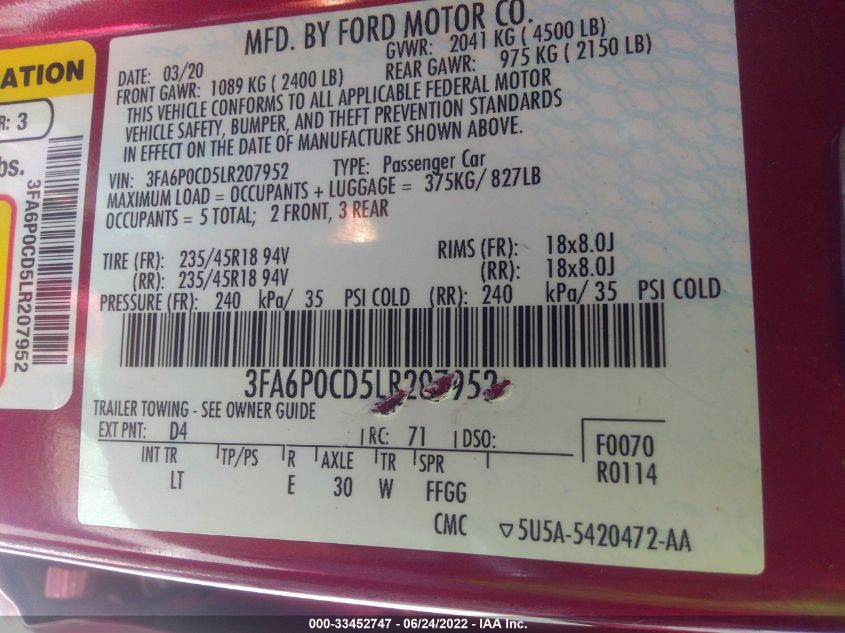 MFD. BY FORD MOTOR CO.
DATE: 03/20 GVWR: 2041 KG ( 4500 LB)
FRONT GAWR: 1089 KG ( 2400 LB) REAR GAWR: 975 KG ( 2150 LB)
THIS VEHICLE CONFORMS TO ALL APPLICABLE FEDERAL MOTOR
VEHICLE SAFETY, BUMPER, AND THEFT PREVENTION STANDARDS
IN EFFECT ON THE DATE OF MANUFACTURE SHOWN ABOVE.
VIN: 3FA6P0CD5LR207952 TYPE: Passenger Car
MAXIMUM LOAD = OCCUPANTS + LUGGAGE = 375KG/ 827LB
OCCUPANTS = 5 TOTAL; 2 FRONT, 3 REAR
TIRE (FR): 235/45R18 94V RIMS (FR): 18x8.0J
(RR): 235/45R18 94V (RR): 18x8.0J
PRESSURE (FR): 240 kPa/ 35 PSI COLD (RR): 240 kPa/ 35 PSI COLD
3FA6P0CD5LR207952
TRAILER TOWING - SEE OWNER GUIDE
EXT PNT: D4 RC: 71 DSO:
F0070
R0114
INT TR TP/PS R AXLE TR SPR
LT E 30 W FFGG
CMC ▽5U5A-5420472-AA
ATION
R: 3
bs.
3FA6P0CD5LR207952
000-33452747 - 06/24/2022 - IAA Inc.